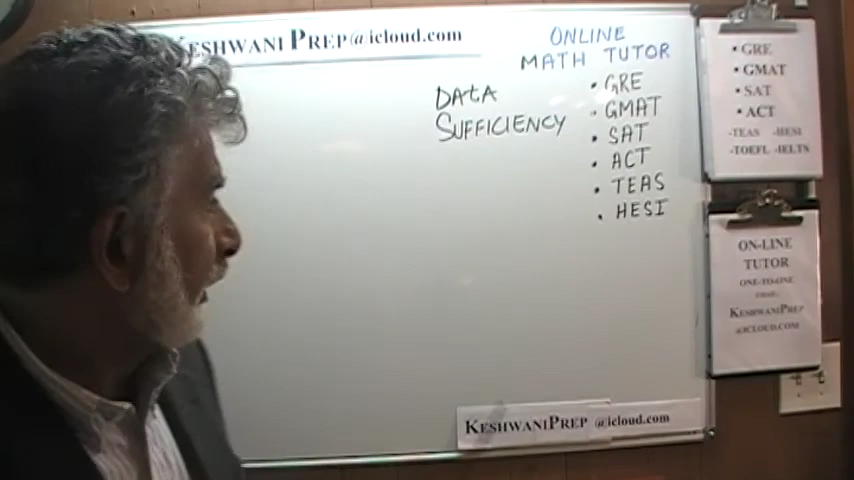 KESHWANI PREP@icloud.com
ONLINE
MATH TUTOR
DATA
SUFFICIENCY
• GRE
• GMAT
• SAT
• ACT
• TEAS
• HESI
• GRE
• GMAT
• SAT
• ACT
-TEAS -HESI
-TOEFL -IELTS
ON-LINE
TUTOR
ONE-TO-ONE
KESHWANIPREP
@ICLOUD.COM
KESHWANIPREP @icloud.com